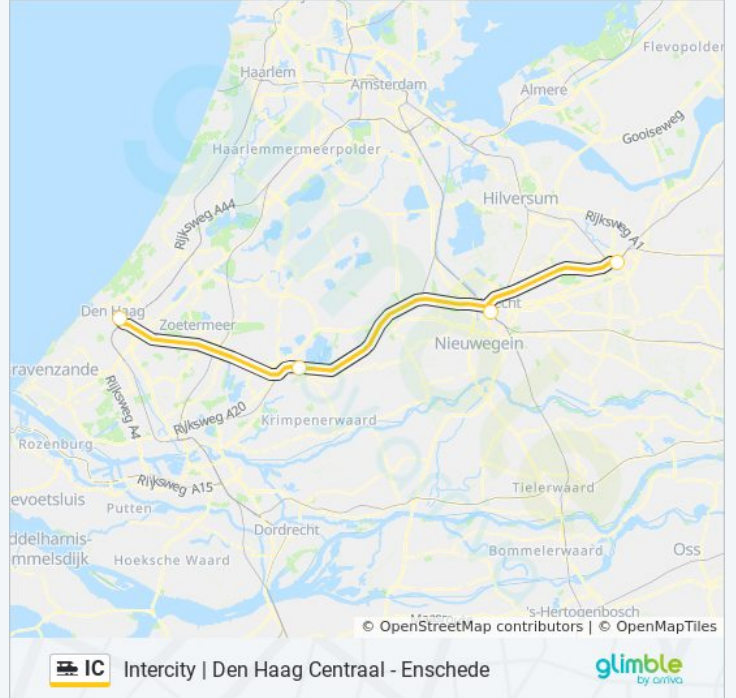 Flevopolder
Haarlem
Amsterdam
Almere
Gooiseweg
Haarlemmermeerpolder
Hilversum
Rijksweg A44
Rijksweg A1
Den Haag
Zoetermeer
cht
Nieuwegein
ravenzande
Rijksweg A4
Rijksweg A20
Krimpenerwaard
Rozenburg
Rijksweg A15
Tielerwaard
evoetsluis
Putten
Dordrecht
ddelharnis-
mmelsdijk
Hoeksche Waard
Bommelerwaard
Oss
's-Hertogenbosch
© OpenStreetMap contributors | © OpenMapTiles
IC Intercity | Den Haag Centraal - Enschede
glimble
by arriva